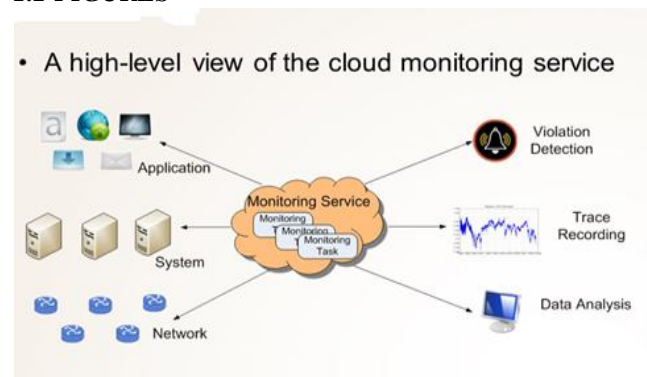 • A high-level view of the cloud monitoring service
a
Application
System
Network
Monitoring Service
Monitoring
Monitoring
Monitoring
Task
Violation
Detection
Trace
Recording
Data Analysis